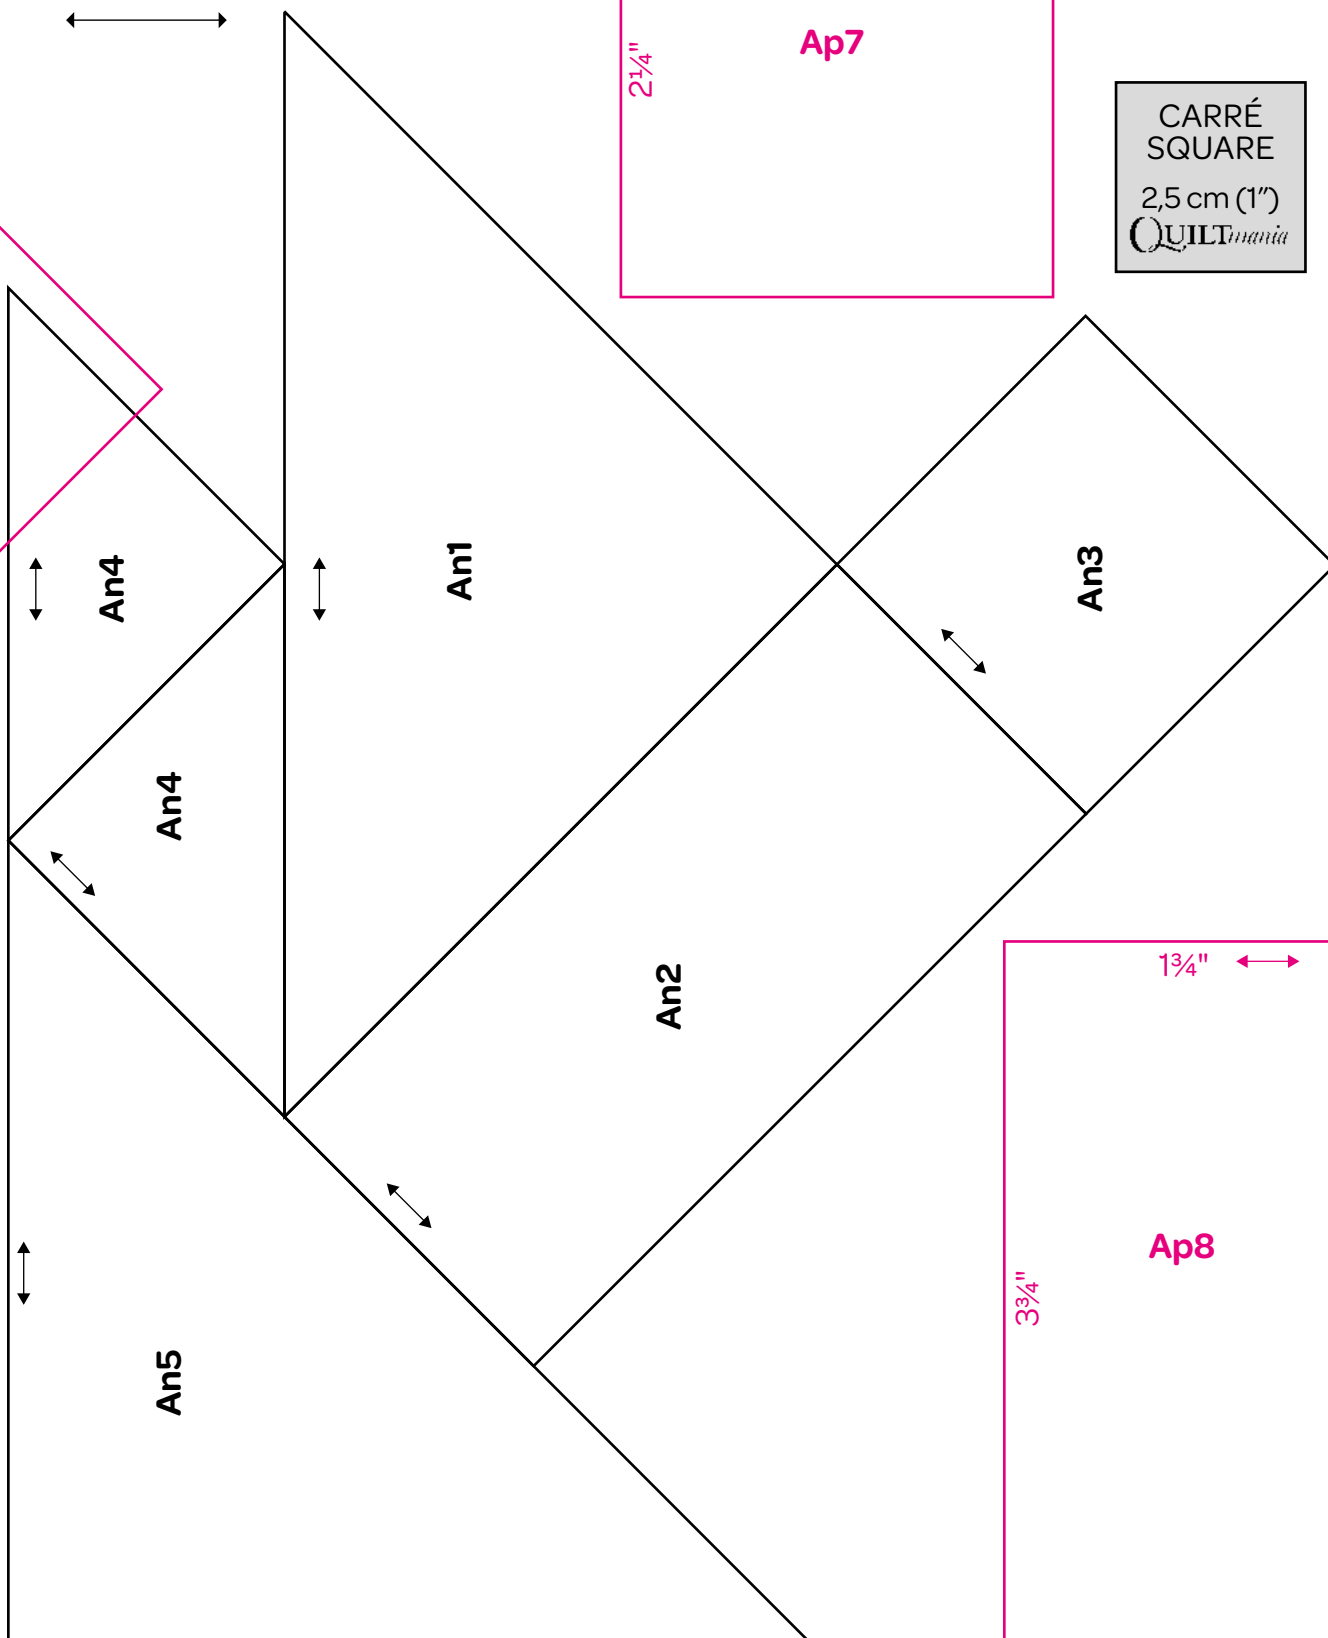 Ap7
2¼"
CARRÉ
SQUARE
2,5 cm (1”)
QUILTmania
An4
An1
An3
An4
An2
1¾"
Ap8
3¾"
An5